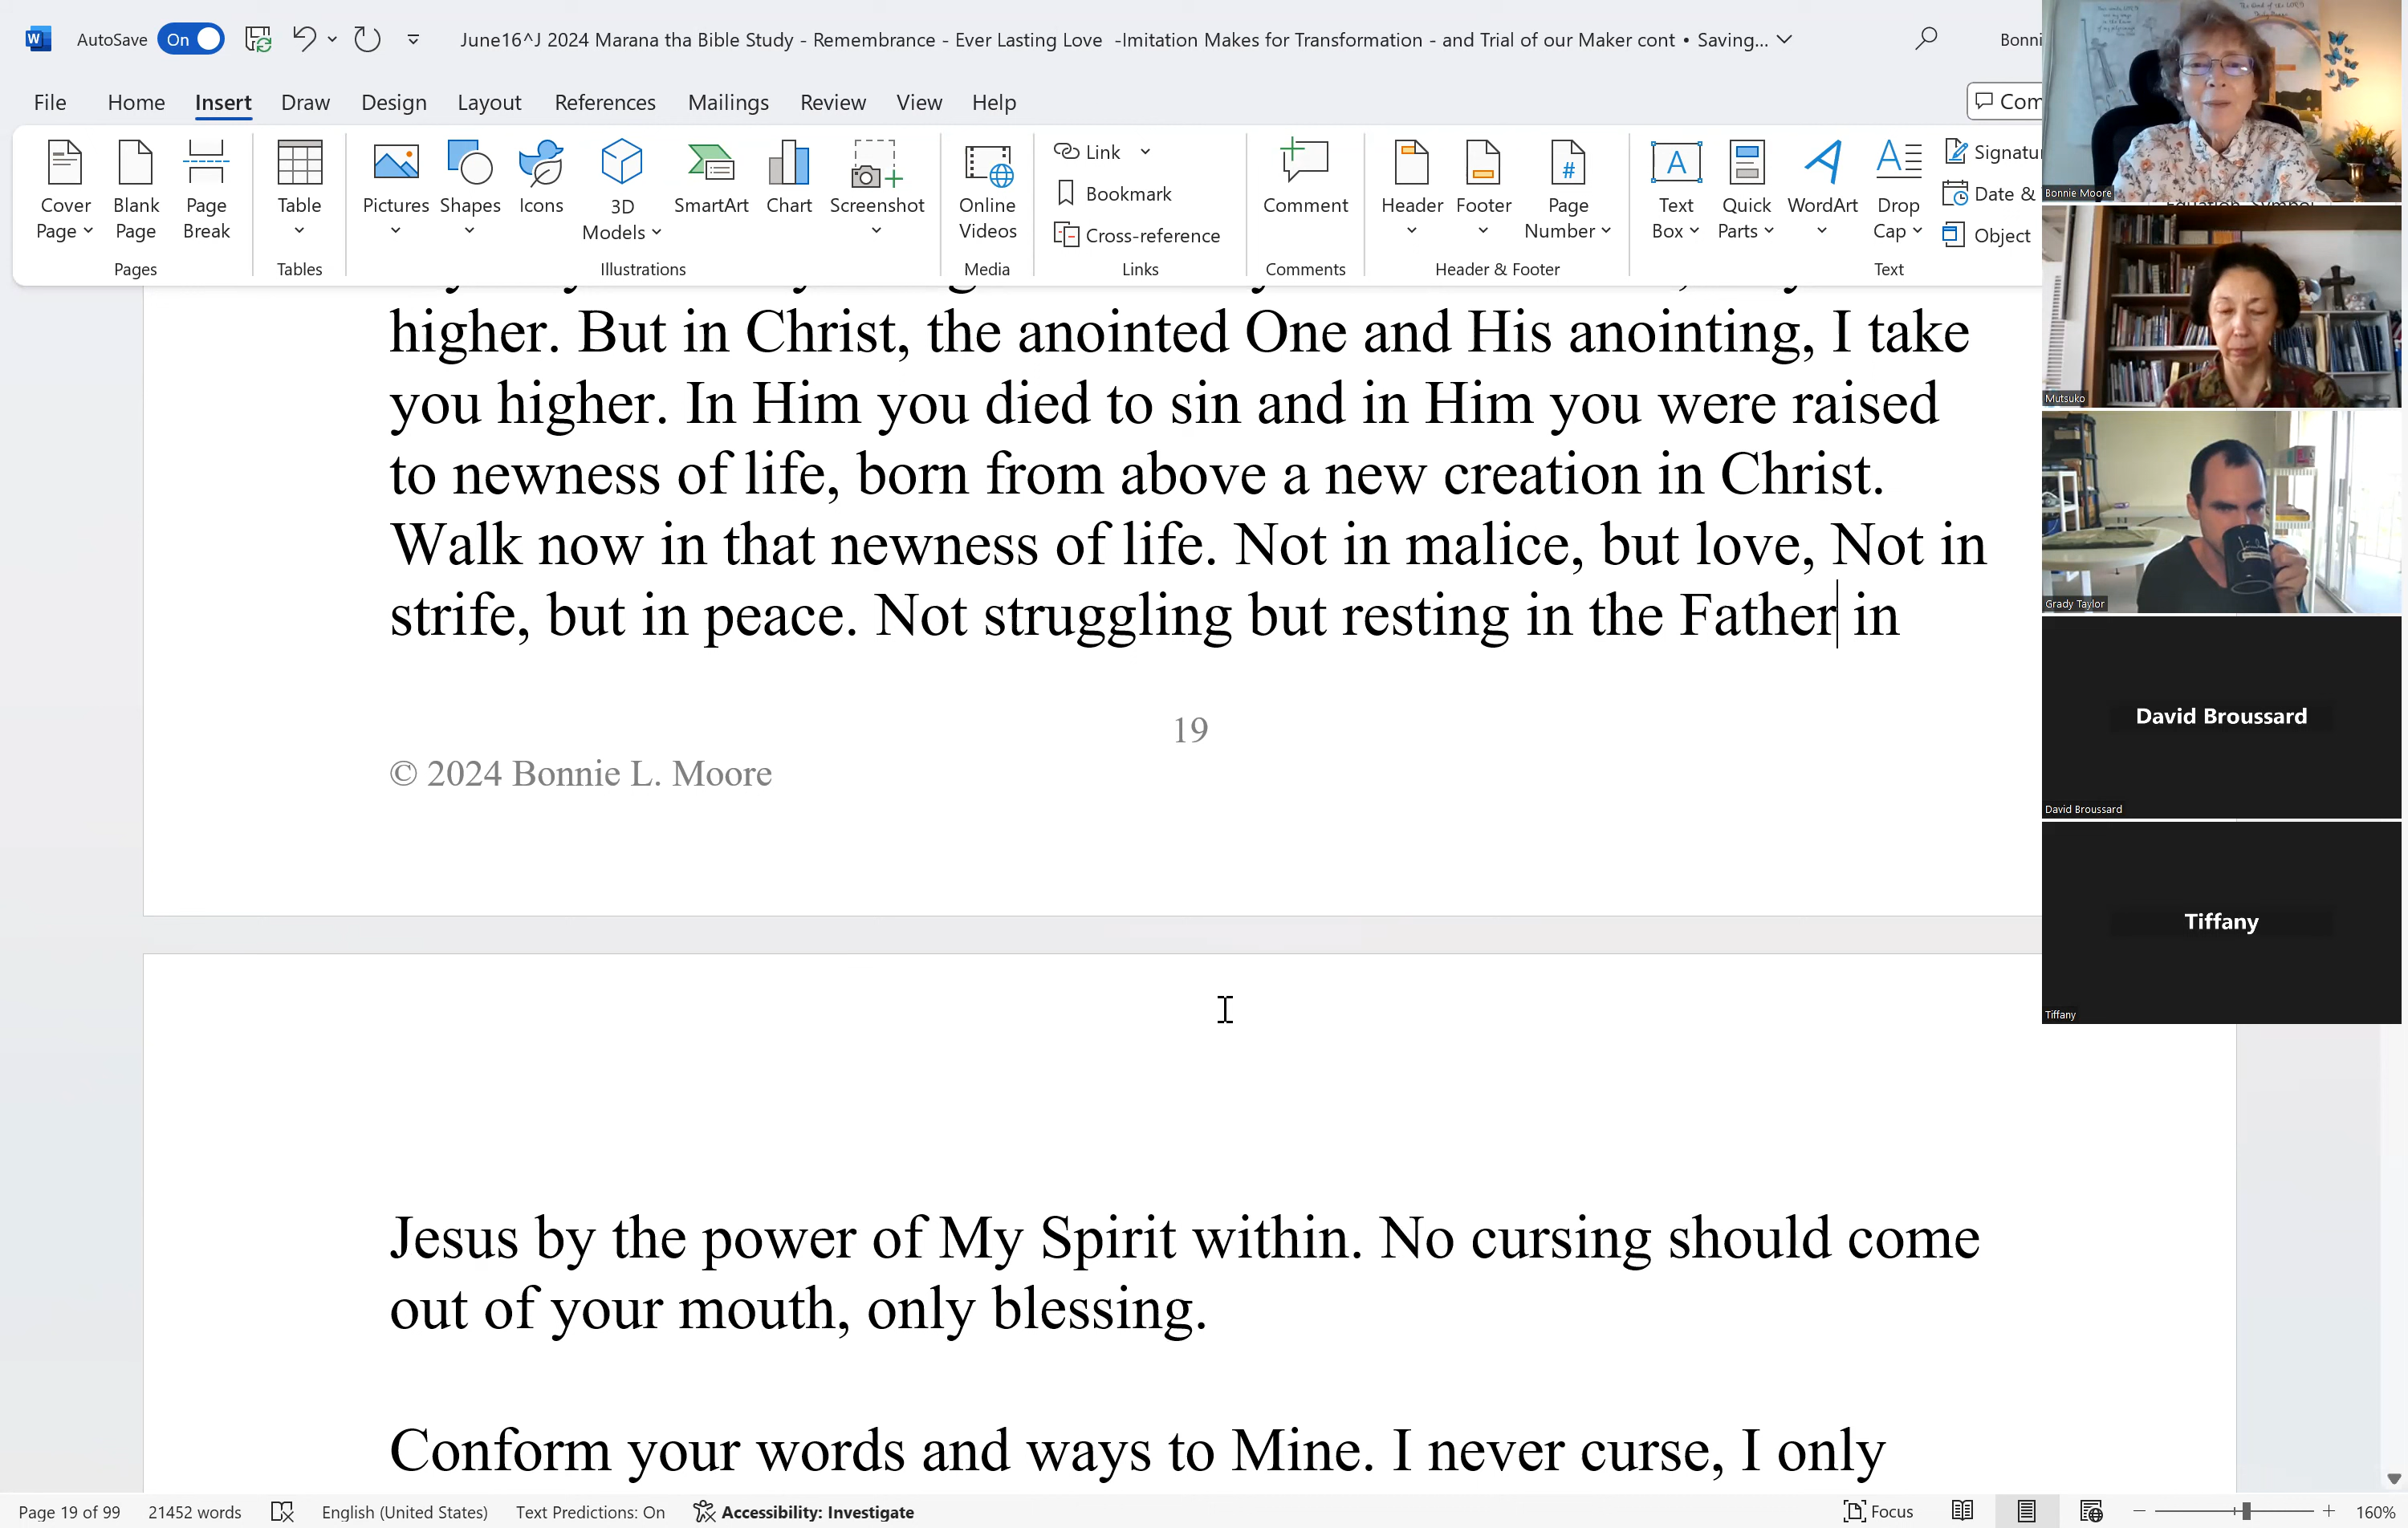 AutoSave On June16^J 2024 Marana tha Bible Study - Remembrance - Ever Lasting Love -Imitation Makes for Transformation - and Trial of our Maker cont • Saving... Bonni
File Home Insert Draw Design Layout References Mailings Review View Help Com
Cover Page Blank Page Page Break
Pages
Table
Tables
Pictures Shapes Icons 3D Models SmartArt Chart Screenshot
Illustrations
Online Videos
Media
Link
Bookmark
Cross-reference
Links
Comment
Comments
Header Footer Page Number
Header & Footer
Text Box Quick Parts WordArt Drop Cap
Signatu
Date &
Object
Text
higher. But in Christ, the anointed One and His anointing, I take
you higher. In Him you died to sin and in Him you were raised
to newness of life, born from above a new creation in Christ.
Walk now in that newness of life. Not in malice, but love, Not in
strife, but in peace. Not struggling but resting in the Father in
19
© 2024 Bonnie L. Moore
Jesus by the power of My Spirit within. No cursing should come
out of your mouth, only blessing.
Conform your words and ways to Mine. I never curse, I only
Bonnie Moore
Mutsuko
Grady Taylor
David Broussard
David Broussard
Tiffany
Tiffany
Page 19 of 99 21452 words English (United States) Text Predictions: On Accessibility: Investigate Focus 160%